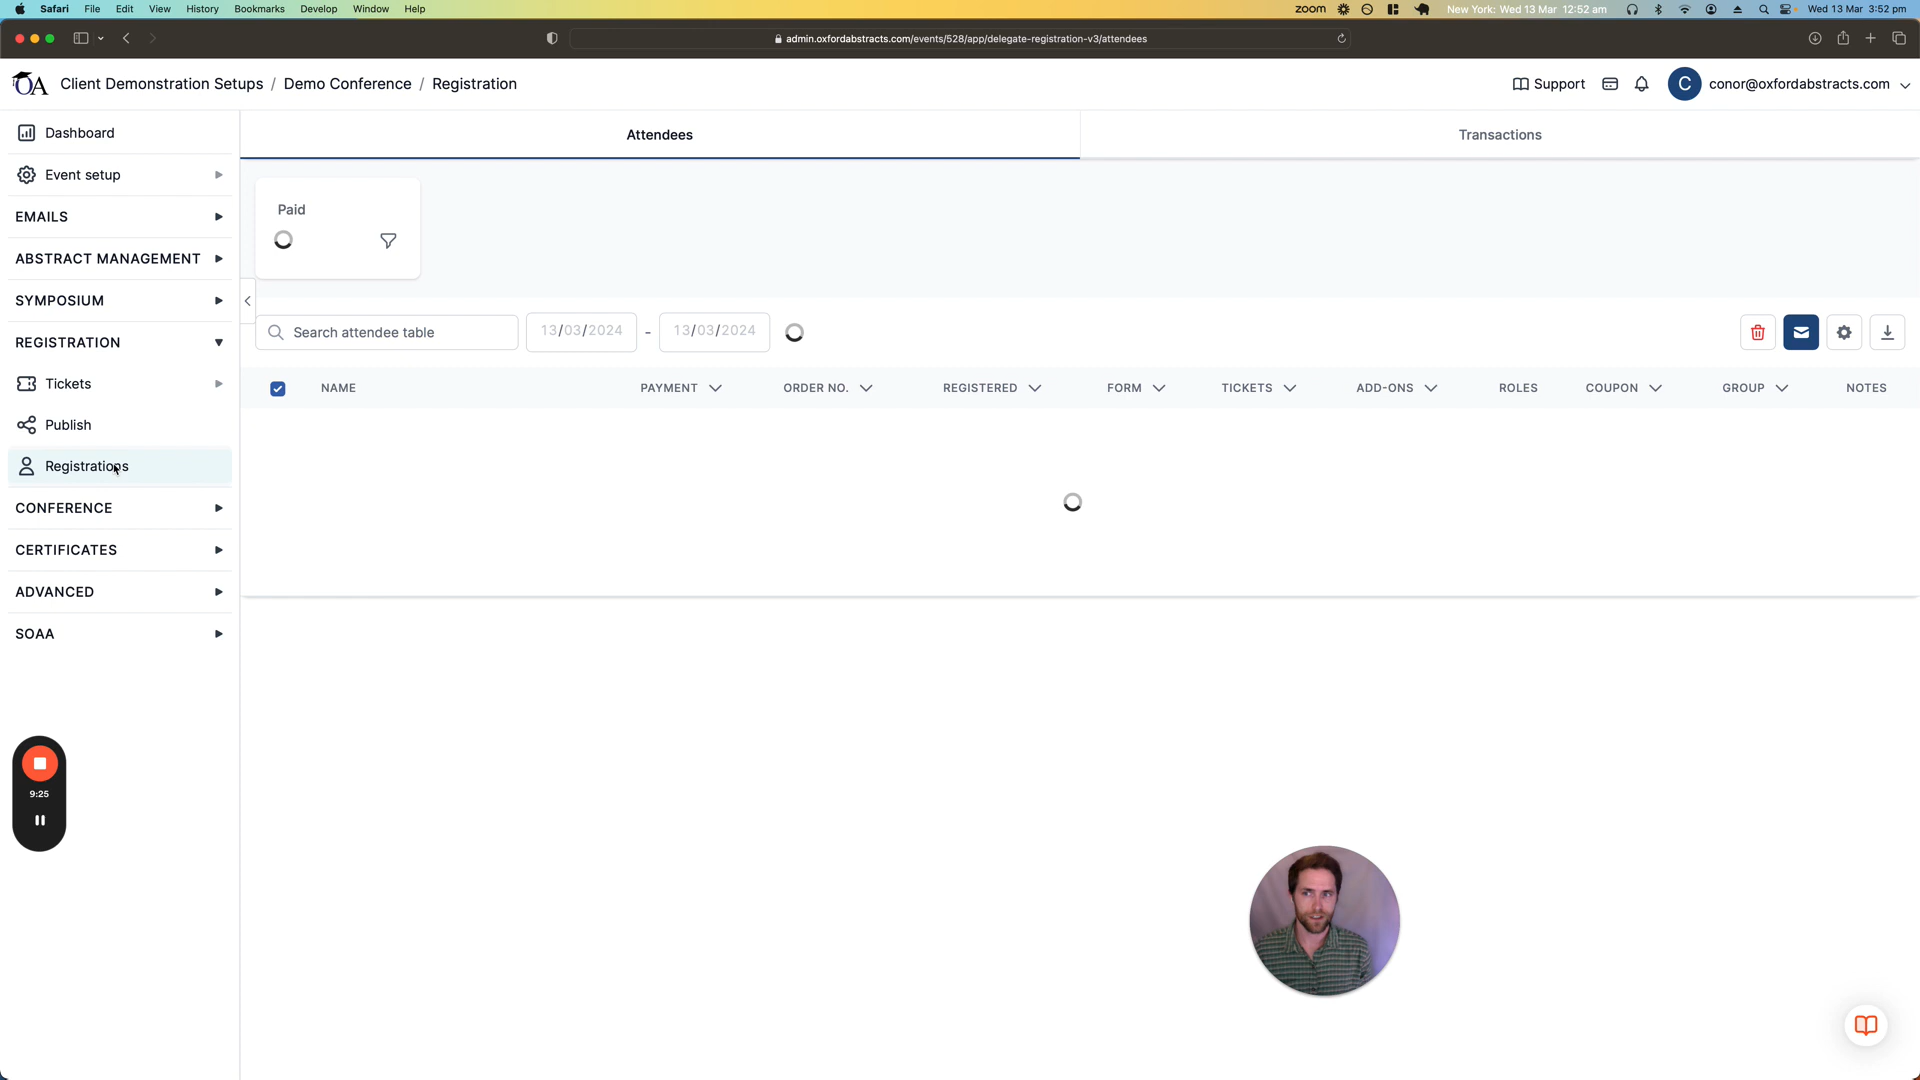 Safari File Edit View History Bookmarks Develop Window Help zoom New York: Wed 13 Mar 12:52 am Wed 13 Mar 3:52 pm
admin.oxfordabstracts.com/events/528/app/delegate-registration-v3/attendees
OA Client Demonstration Setups / Demo Conference / Registration Support C conor@oxfordabstracts.com
Dashboard
Event setup
EMAILS
ABSTRACT MANAGEMENT
SYMPOSIUM
REGISTRATION
Tickets
Publish
Registrations
CONFERENCE
CERTIFICATES
ADVANCED
SOAA
9:25
Attendees Transactions
Paid
Search attendee table 13/03/2024 - 13/03/2024
NAME PAYMENT ORDER NO. REGISTERED FORM TICKETS ADD-ONS ROLES COUPON GROUP NOTES